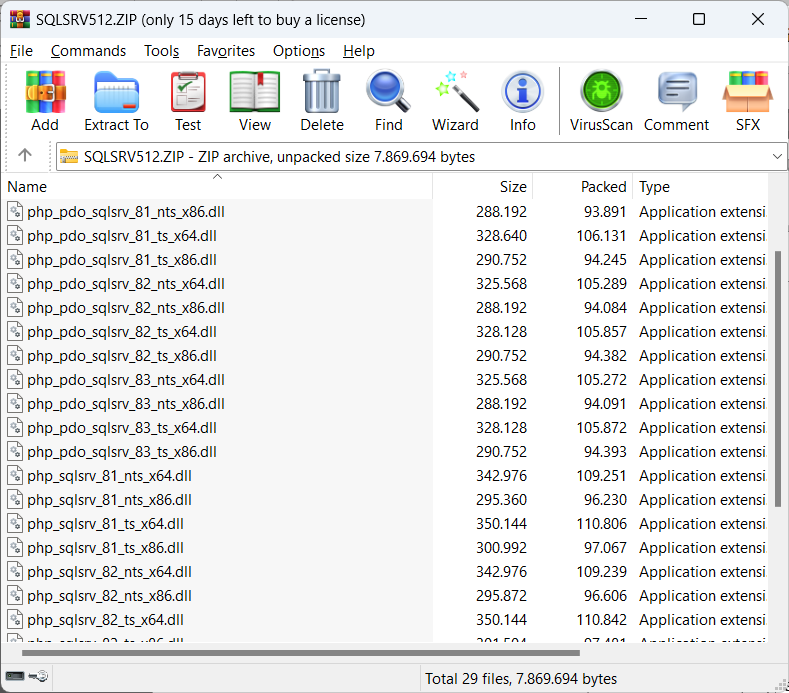 SQLSRV512.ZIP (only 15 days left to buy a license)
File Commands Tools Favorites Options Help
Add Extract To Test View Delete Find Wizard Info VirusScan Comment SFX
SQLSRV512.ZIP - ZIP archive, unpacked size 7.869.694 bytes
Name Size Packed Type
php_pdo_sqlsrv_81_nts_x86.dll 288.192 93.891 Application extensi
php_pdo_sqlsrv_81_ts_x64.dll 328.640 106.131 Application extensi
php_pdo_sqlsrv_81_ts_x86.dll 290.752 94.245 Application extensi
php_pdo_sqlsrv_82_nts_x64.dll 325.568 105.289 Application extensi
php_pdo_sqlsrv_82_nts_x86.dll 288.192 94.084 Application extensi
php_pdo_sqlsrv_82_ts_x64.dll 328.128 105.857 Application extensi
php_pdo_sqlsrv_82_ts_x86.dll 290.752 94.382 Application extensi
php_pdo_sqlsrv_83_nts_x64.dll 325.568 105.272 Application extensi
php_pdo_sqlsrv_83_nts_x86.dll 288.192 94.091 Application extensi
php_pdo_sqlsrv_83_ts_x64.dll 328.128 105.872 Application extensi
php_pdo_sqlsrv_83_ts_x86.dll 290.752 94.393 Application extensi
php_sqlsrv_81_nts_x64.dll 342.976 109.251 Application extensi
php_sqlsrv_81_nts_x86.dll 295.360 96.230 Application extensi
php_sqlsrv_81_ts_x64.dll 350.144 110.806 Application extensi
php_sqlsrv_81_ts_x86.dll 300.992 97.067 Application extensi
php_sqlsrv_82_nts_x64.dll 342.976 109.239 Application extensi
php_sqlsrv_82_nts_x86.dll 295.872 96.606 Application extensi
php_sqlsrv_82_ts_x64.dll 350.144 110.842 Application extensi
Total 29 files, 7.869.694 bytes